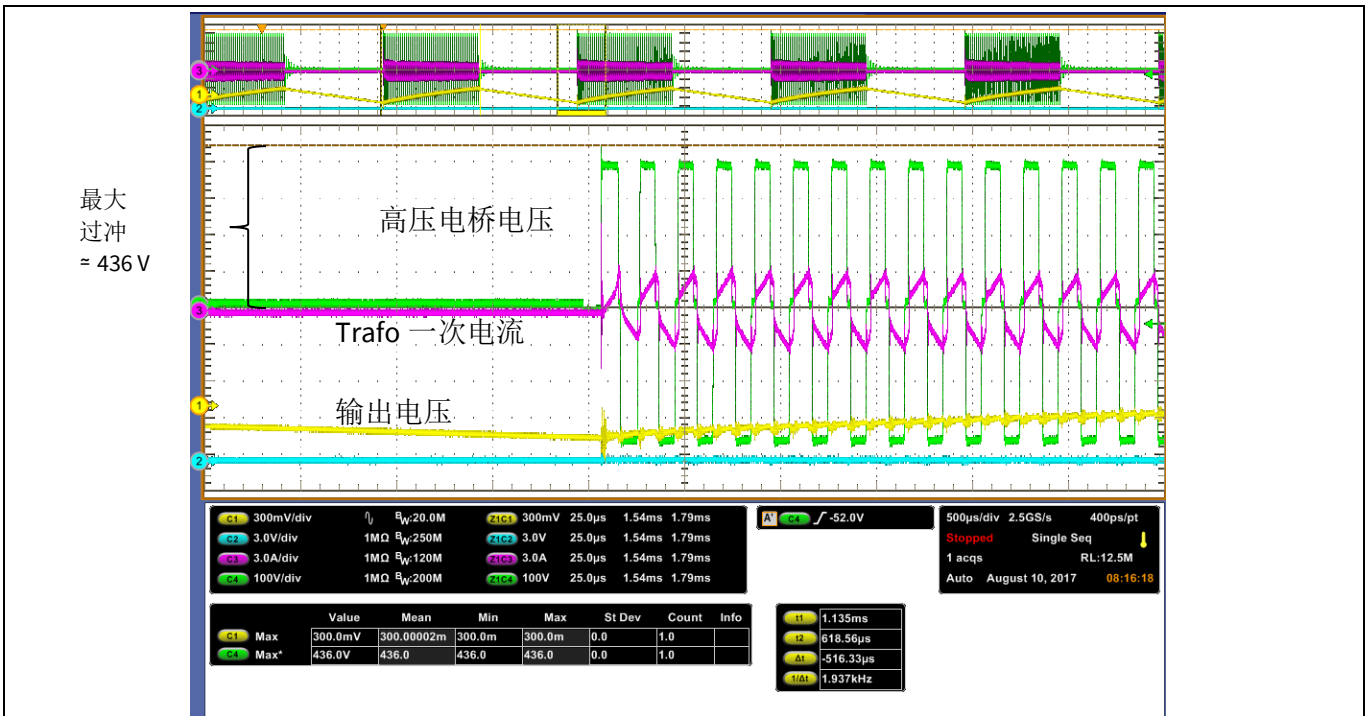 3
1
2
最大
过冲
≃ 436 V
高压电桥电压
3
Trafo 一次电流
1
输出电压
2
C1 300mV/div BW:20.0M
C2 3.0V/div 1MΩ BW:250M
C3 3.0A/div 1MΩ BW:120M
C4 100V/div 1MΩ BW:200M
Z1C1 300mV 25.0µs 1.54ms 1.79ms
Z1C2 3.0V 25.0µs 1.54ms 1.79ms
Z1C3 3.0A 25.0µs 1.54ms 1.79ms
Z1C4 100V 25.0µs 1.54ms 1.79ms
A' C4 -52.0V
500µs/div 2.5GS/s 400ps/pt
Stopped Single Seq
1 acqs RL:12.5M
Auto August 10, 2017 08:16:18
Value Mean Min Max St Dev Count Info
C1 Max 300.0mV 300.00002m 300.0m 300.0m 0.0 1.0
C4 Max* 436.0V 436.0 436.0 436.0 0.0 1.0
t1 1.135ms
t2 618.56µs
Δt -516.33µs
1/Δt 1.937kHz